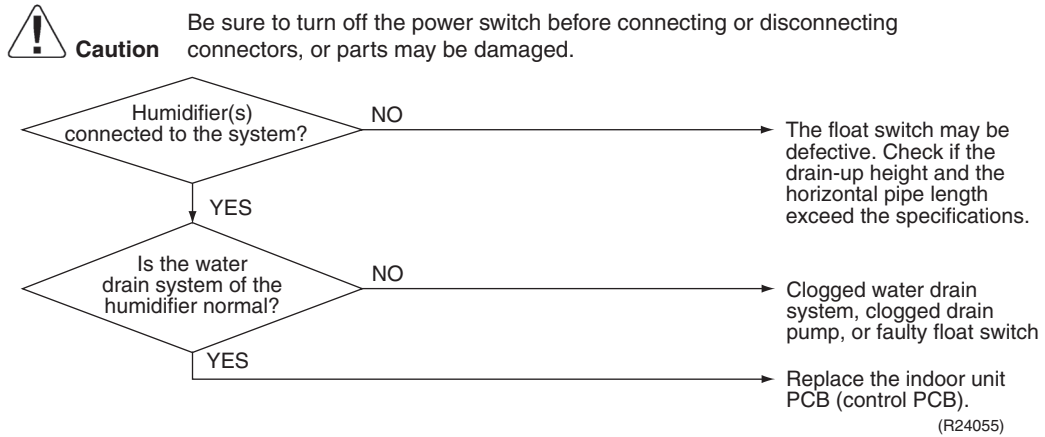 Caution
Be sure to turn off the power switch before connecting or disconnecting
connectors, or parts may be damaged.
Humidifier(s)
connected to the system?
NO
The float switch may be
defective. Check if the
drain-up height and the
horizontal pipe length
exceed the specifications.
YES
Is the water
drain system of the
humidifier normal?
NO
Clogged water drain
system, clogged drain
pump, or faulty float switch
YES
Replace the indoor unit
PCB (control PCB).
(R24055)